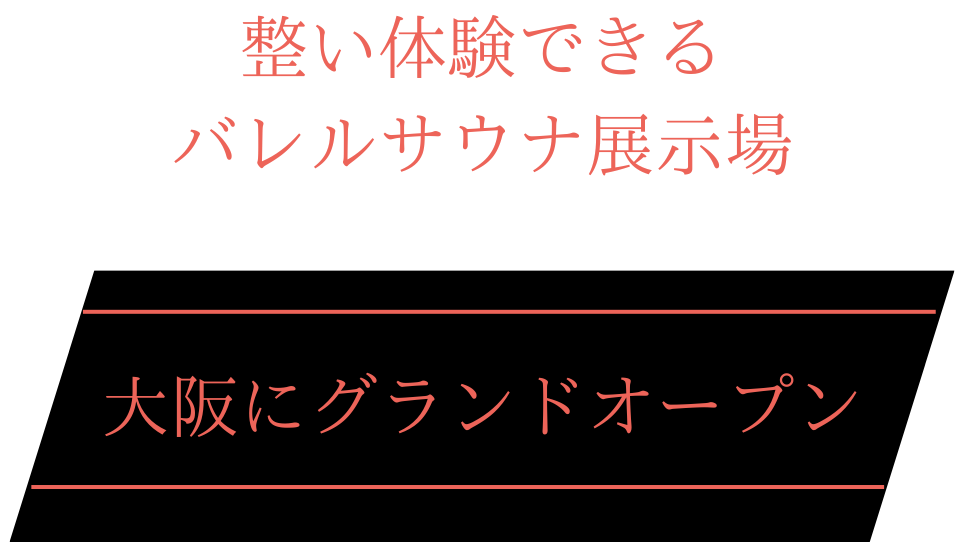 整い体験できる
バレルサウナ展示場
大阪にグランドオープン